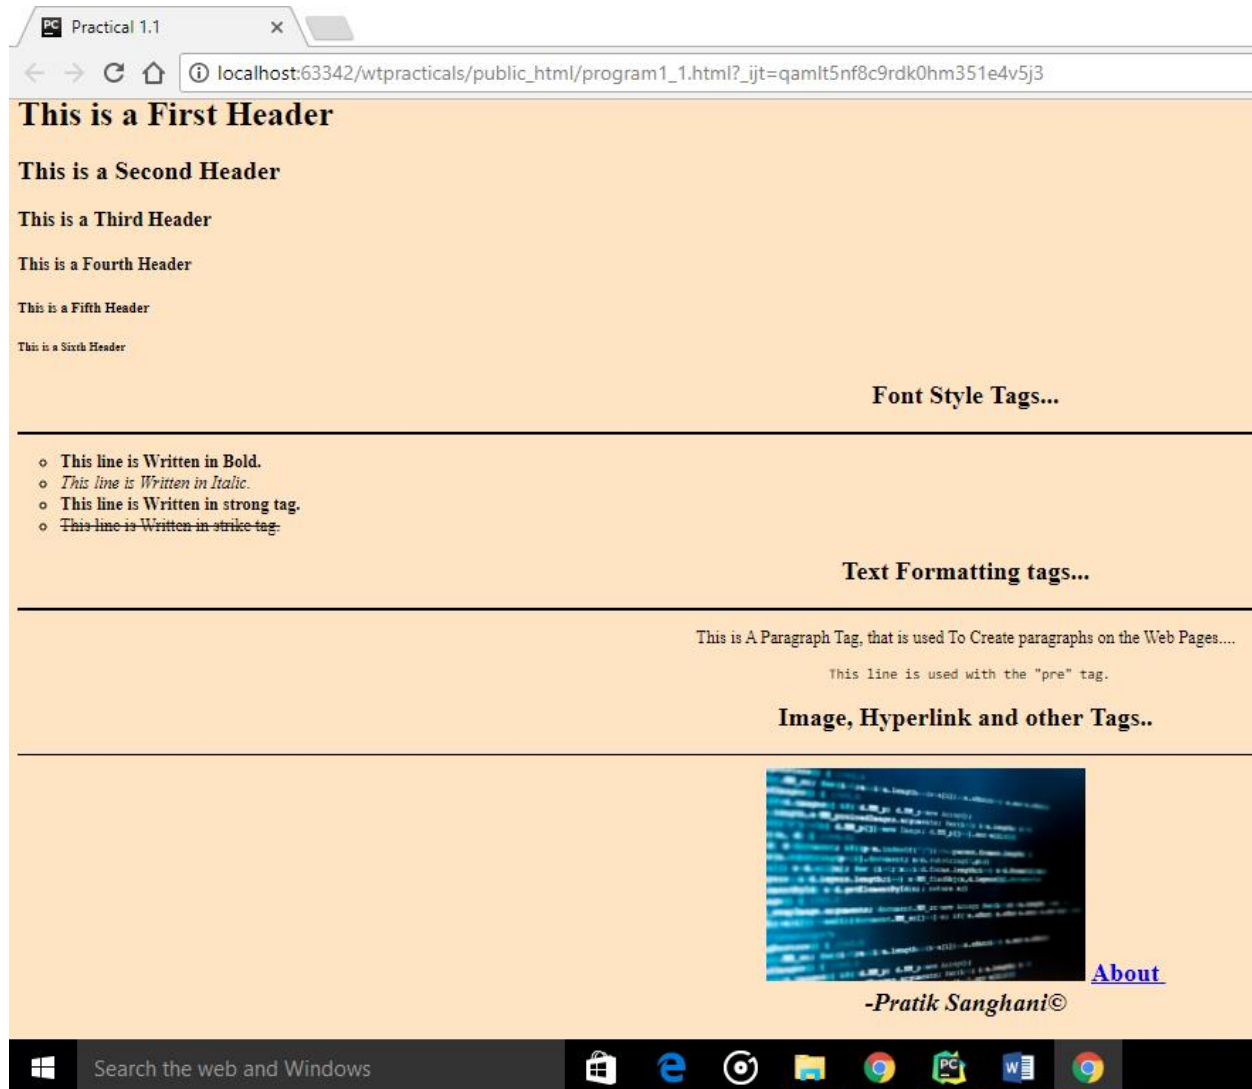 Practical 1.1
localhost:63342/wtpracticals/public_html/program1_1.html?_ijt=qamlt5nf8c9rdk0hm351e4v5j3
This is a First Header
This is a Second Header
This is a Third Header
This is a Fourth Header
This is a Fifth Header
This is a Sixth Header
Font Style Tags...
This line is Written in Bold.
This line is Written in Italic.
This line is Written in strong tag.
This line is Written in strike tag.
Text Formatting tags...
This is A Paragraph Tag, that is used To Create paragraphs on the Web Pages....
This line is used with the "pre" tag.
Image, Hyperlink and other Tags..
About
-Pratik Sanghani©
Search the web and Windows